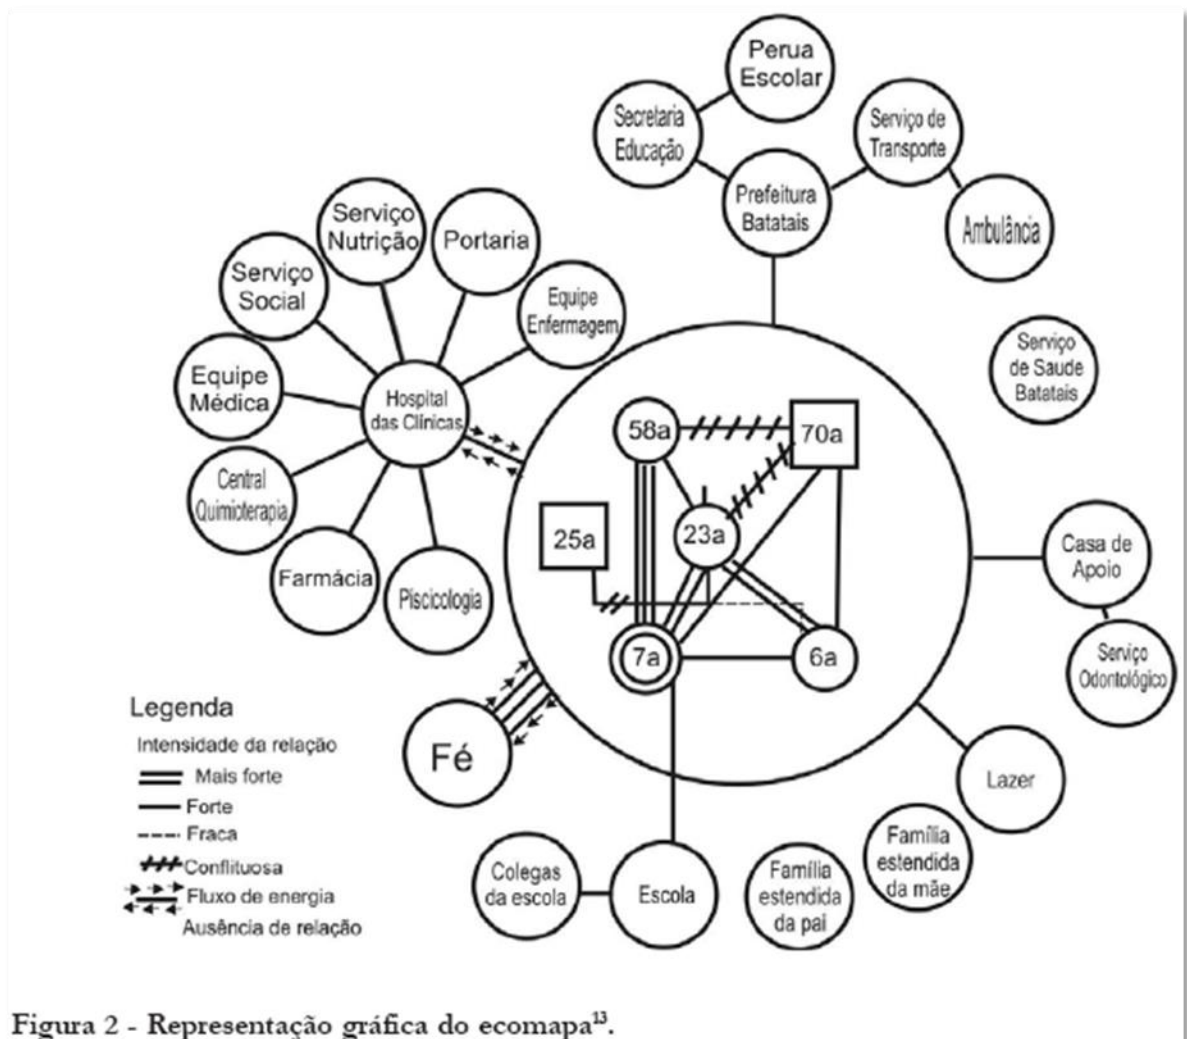 Perua
Escolar
Secretaria
Educação
Serviço de
Transporte
Prefeitura
Batatais
Ambulância
Serviço
Nutrição
Portaria
Serviço
Social
Equipe
Enfermagem
Equipe
Médica
Hospital
das Clínicas
Serviço
de Saude
Batatais
58a
70a
Central
Quimioterapia
25a
23a
Casa de
Apoio
Farmácia
Piscicologia
7a
6a
Serviço
Odontológico
Legenda
Intensidade da relação
Mais forte
Forte
Fraca
Conflituosa
Fluxo de energia
Ausência de relação
Fé
Lazer
Família
estendida
da mãe
Colegas
da escola
Escola
Família
estendida
da pai
Figura 2 - Representação gráfica do ecomapa¹³.